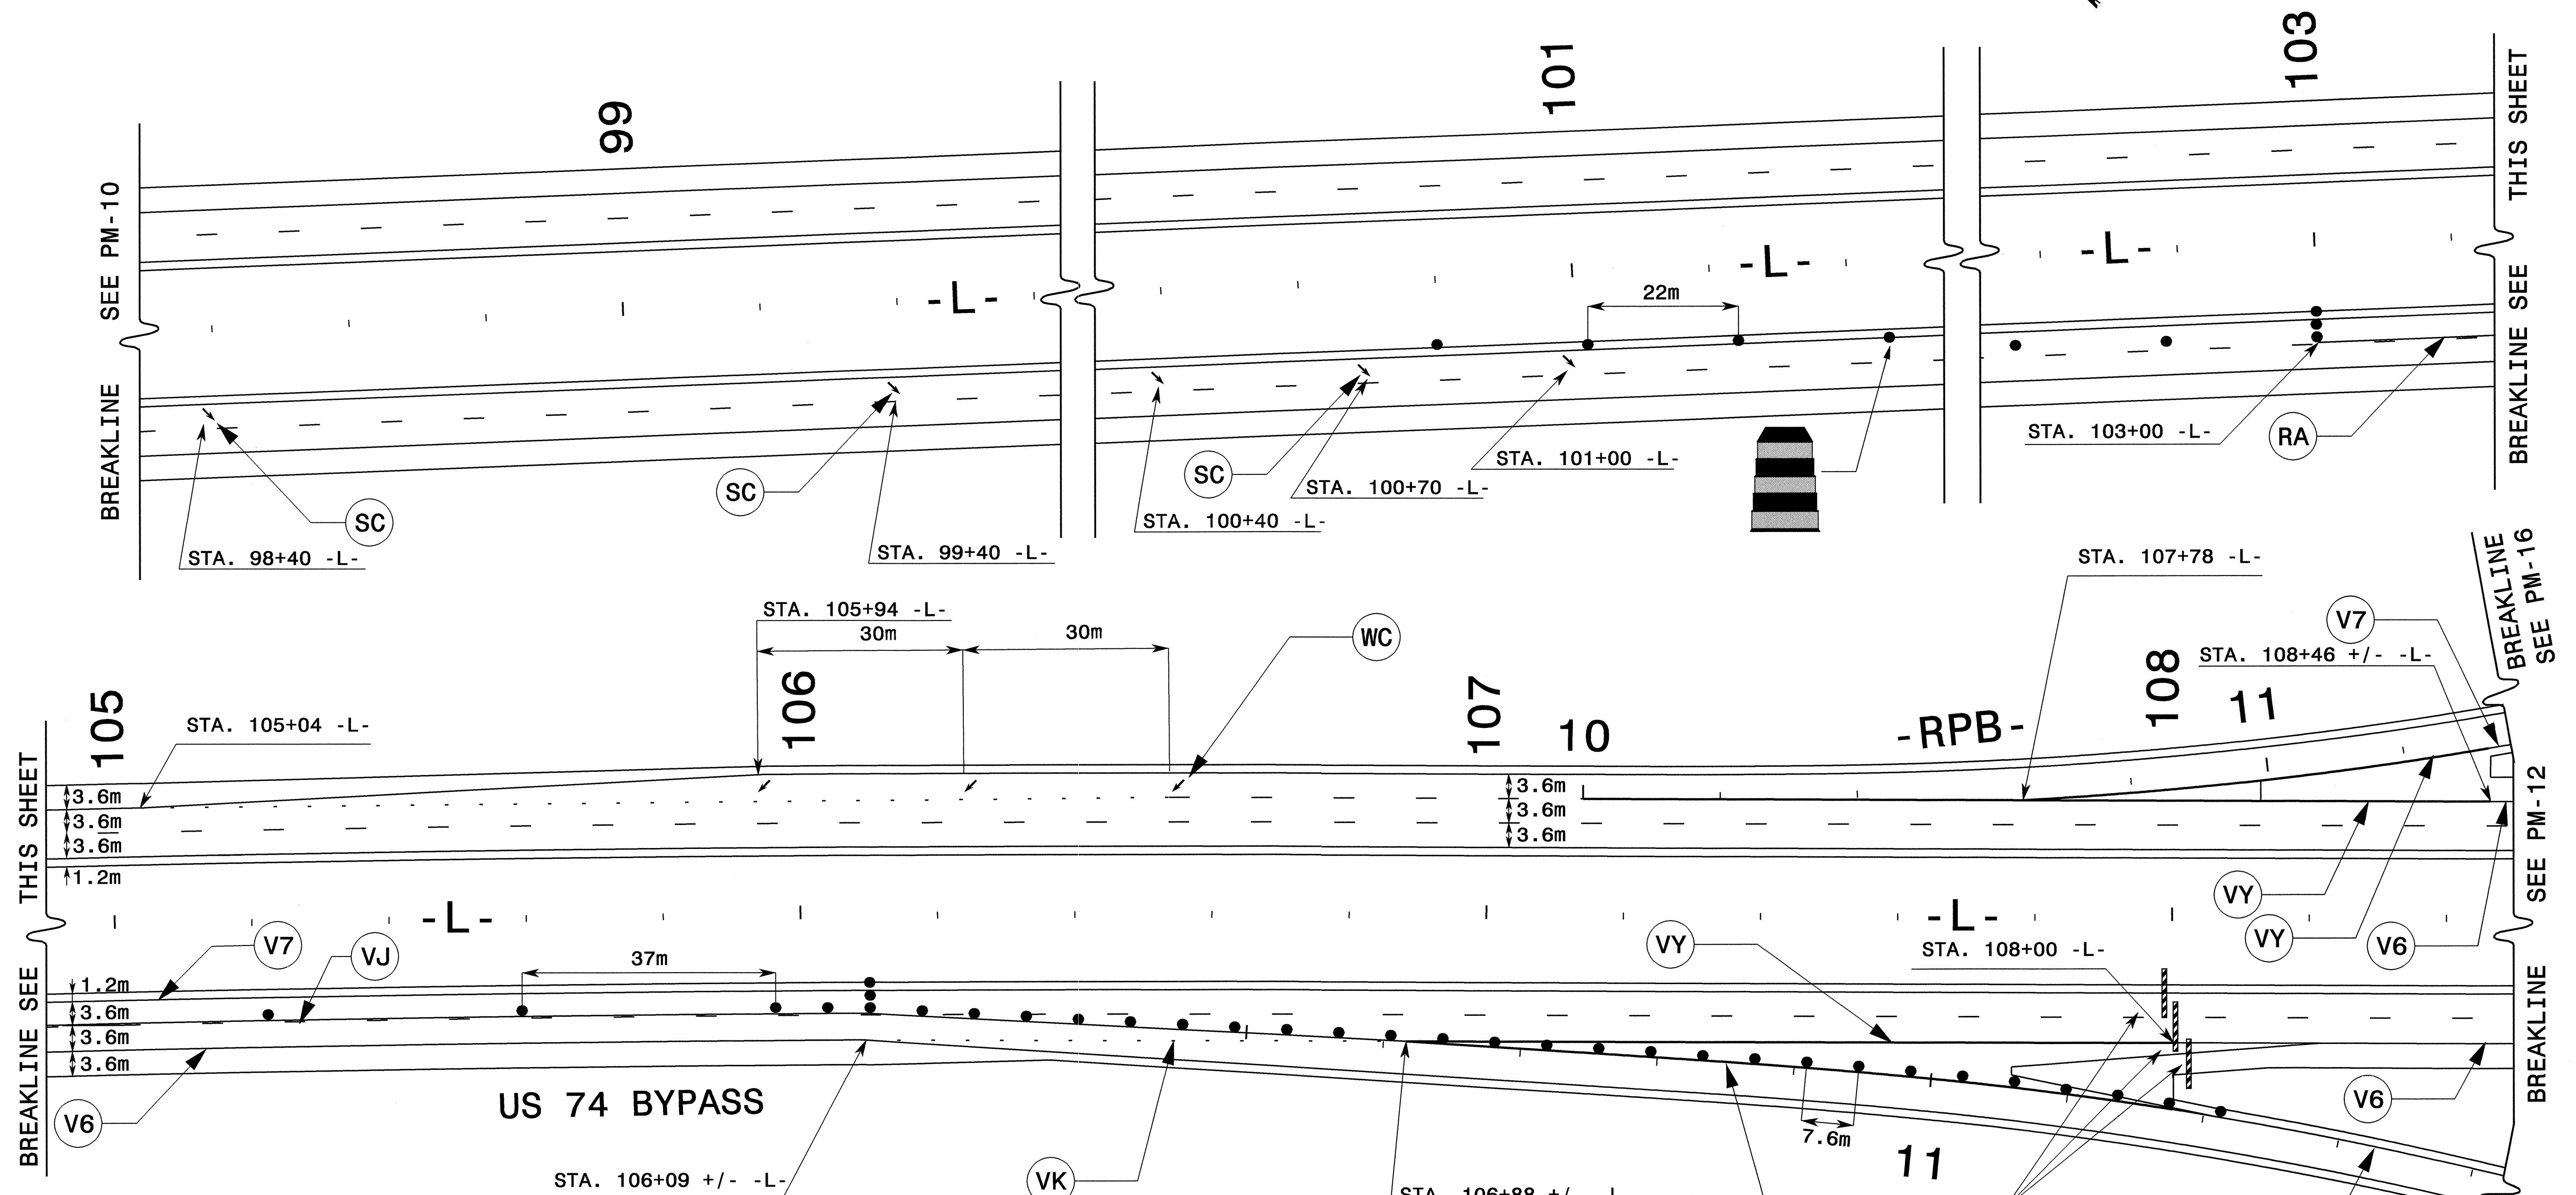 99
101
103
BREAKLINE SEE PM-10
-L-
-L-
-L-
22m
BREAKLINE SEE THIS SHEET
SC
STA. 98+40 -L-
SC
STA. 99+40 -L-
SC
STA. 100+40 -L-
STA. 100+70 -L-
STA. 101+00 -L-
STA. 103+00 -L-
RA
BREAKLINE SEE PM-16
STA. 107+78 -L-
V7
STA. 108+46 +/- -L-
STA. 105+94 -L-
30m
30m
WC
105
106
107
108
STA. 105+04 -L-
10
-RPB-
11
BREAKLINE SEE THIS SHEET
3.6m
3.6m
3.6m
1.2m
3.6m
3.6m
3.6m
-L-
-L-
VY
VY
V6
V7
VJ
37m
VY
STA. 108+00 -L-
1.2m
3.6m
3.6m
3.6m
V6
US 74 BYPASS
7.6m
V6
11
STA. 106+09 +/- -L-
VK
STA. 106+88 +/- -L-
BREAKLINE SEE PM-12